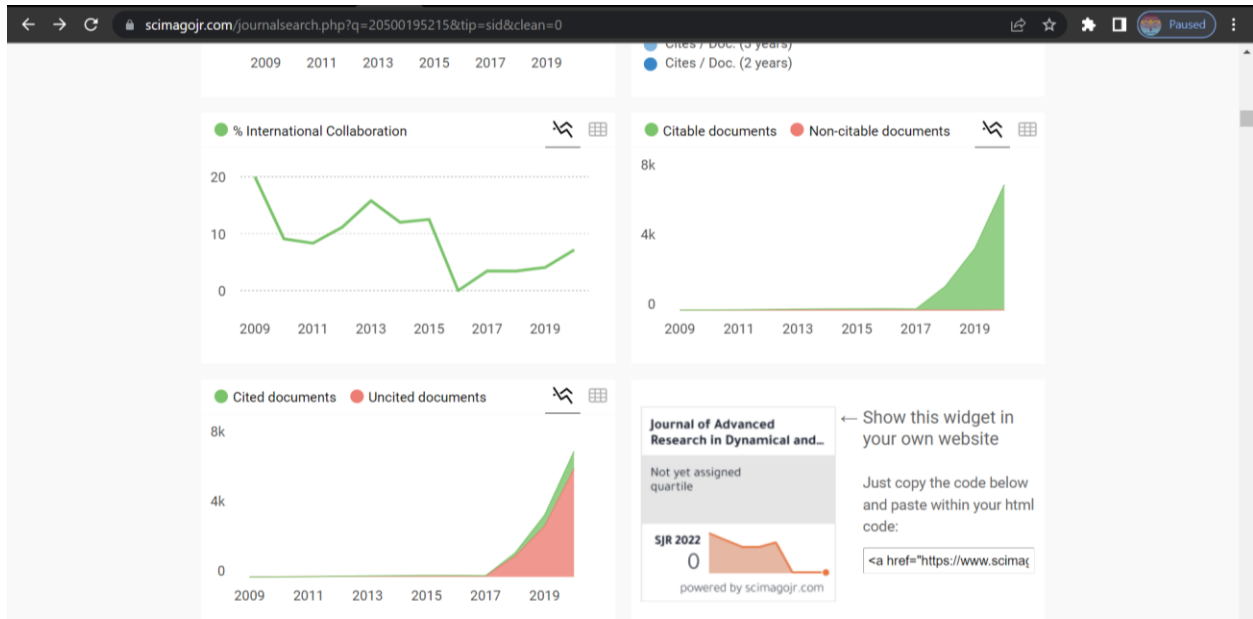 scimagojr.com/journalsearch.php?q=20500195215&tip=sid&clean=0
Paused
2009 2011 2013 2015 2017 2019
Cites / Doc. (3 years)
Cites / Doc. (2 years)
% International Collaboration
20
10
0
2009 2011 2013 2015 2017 2019
Citable documents Non-citable documents
8k
4k
0
2009 2011 2013 2015 2017 2019
Cited documents Uncited documents
8k
4k
0
2009 2011 2013 2015 2017 2019
Journal of Advanced
Research in Dynamical and...
Not yet assigned
quartile
SJR 2022
0
powered by scimagojr.com
← Show this widget in
your own website
Just copy the code below
and paste within your html
code:
<a href="https://www.scimag